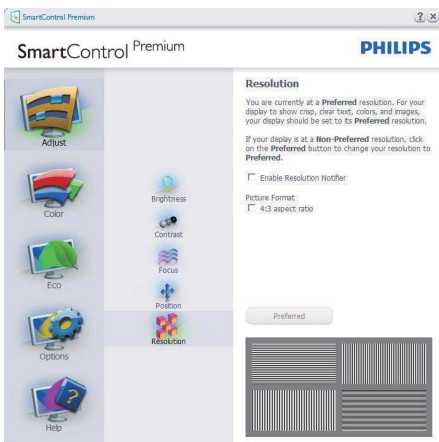 SmartControl Premium
SmartControl Premium
PHILIPS
Adjust
Color
Eco
Options
Help
Brightness
Contrast
Focus
Position
Resolution
Resolution
You are currently at a Preferred resolution. For your
display to show crisp, clear text, colors, and images,
your display should be set to its Preferred resolution.
If your display is at a Non-Preferred resolution, click
on the Preferred button to change your resolution to
Preferred.
Enable Resolution Notifier
Picture Format
4:3 aspect ratio
Preferred